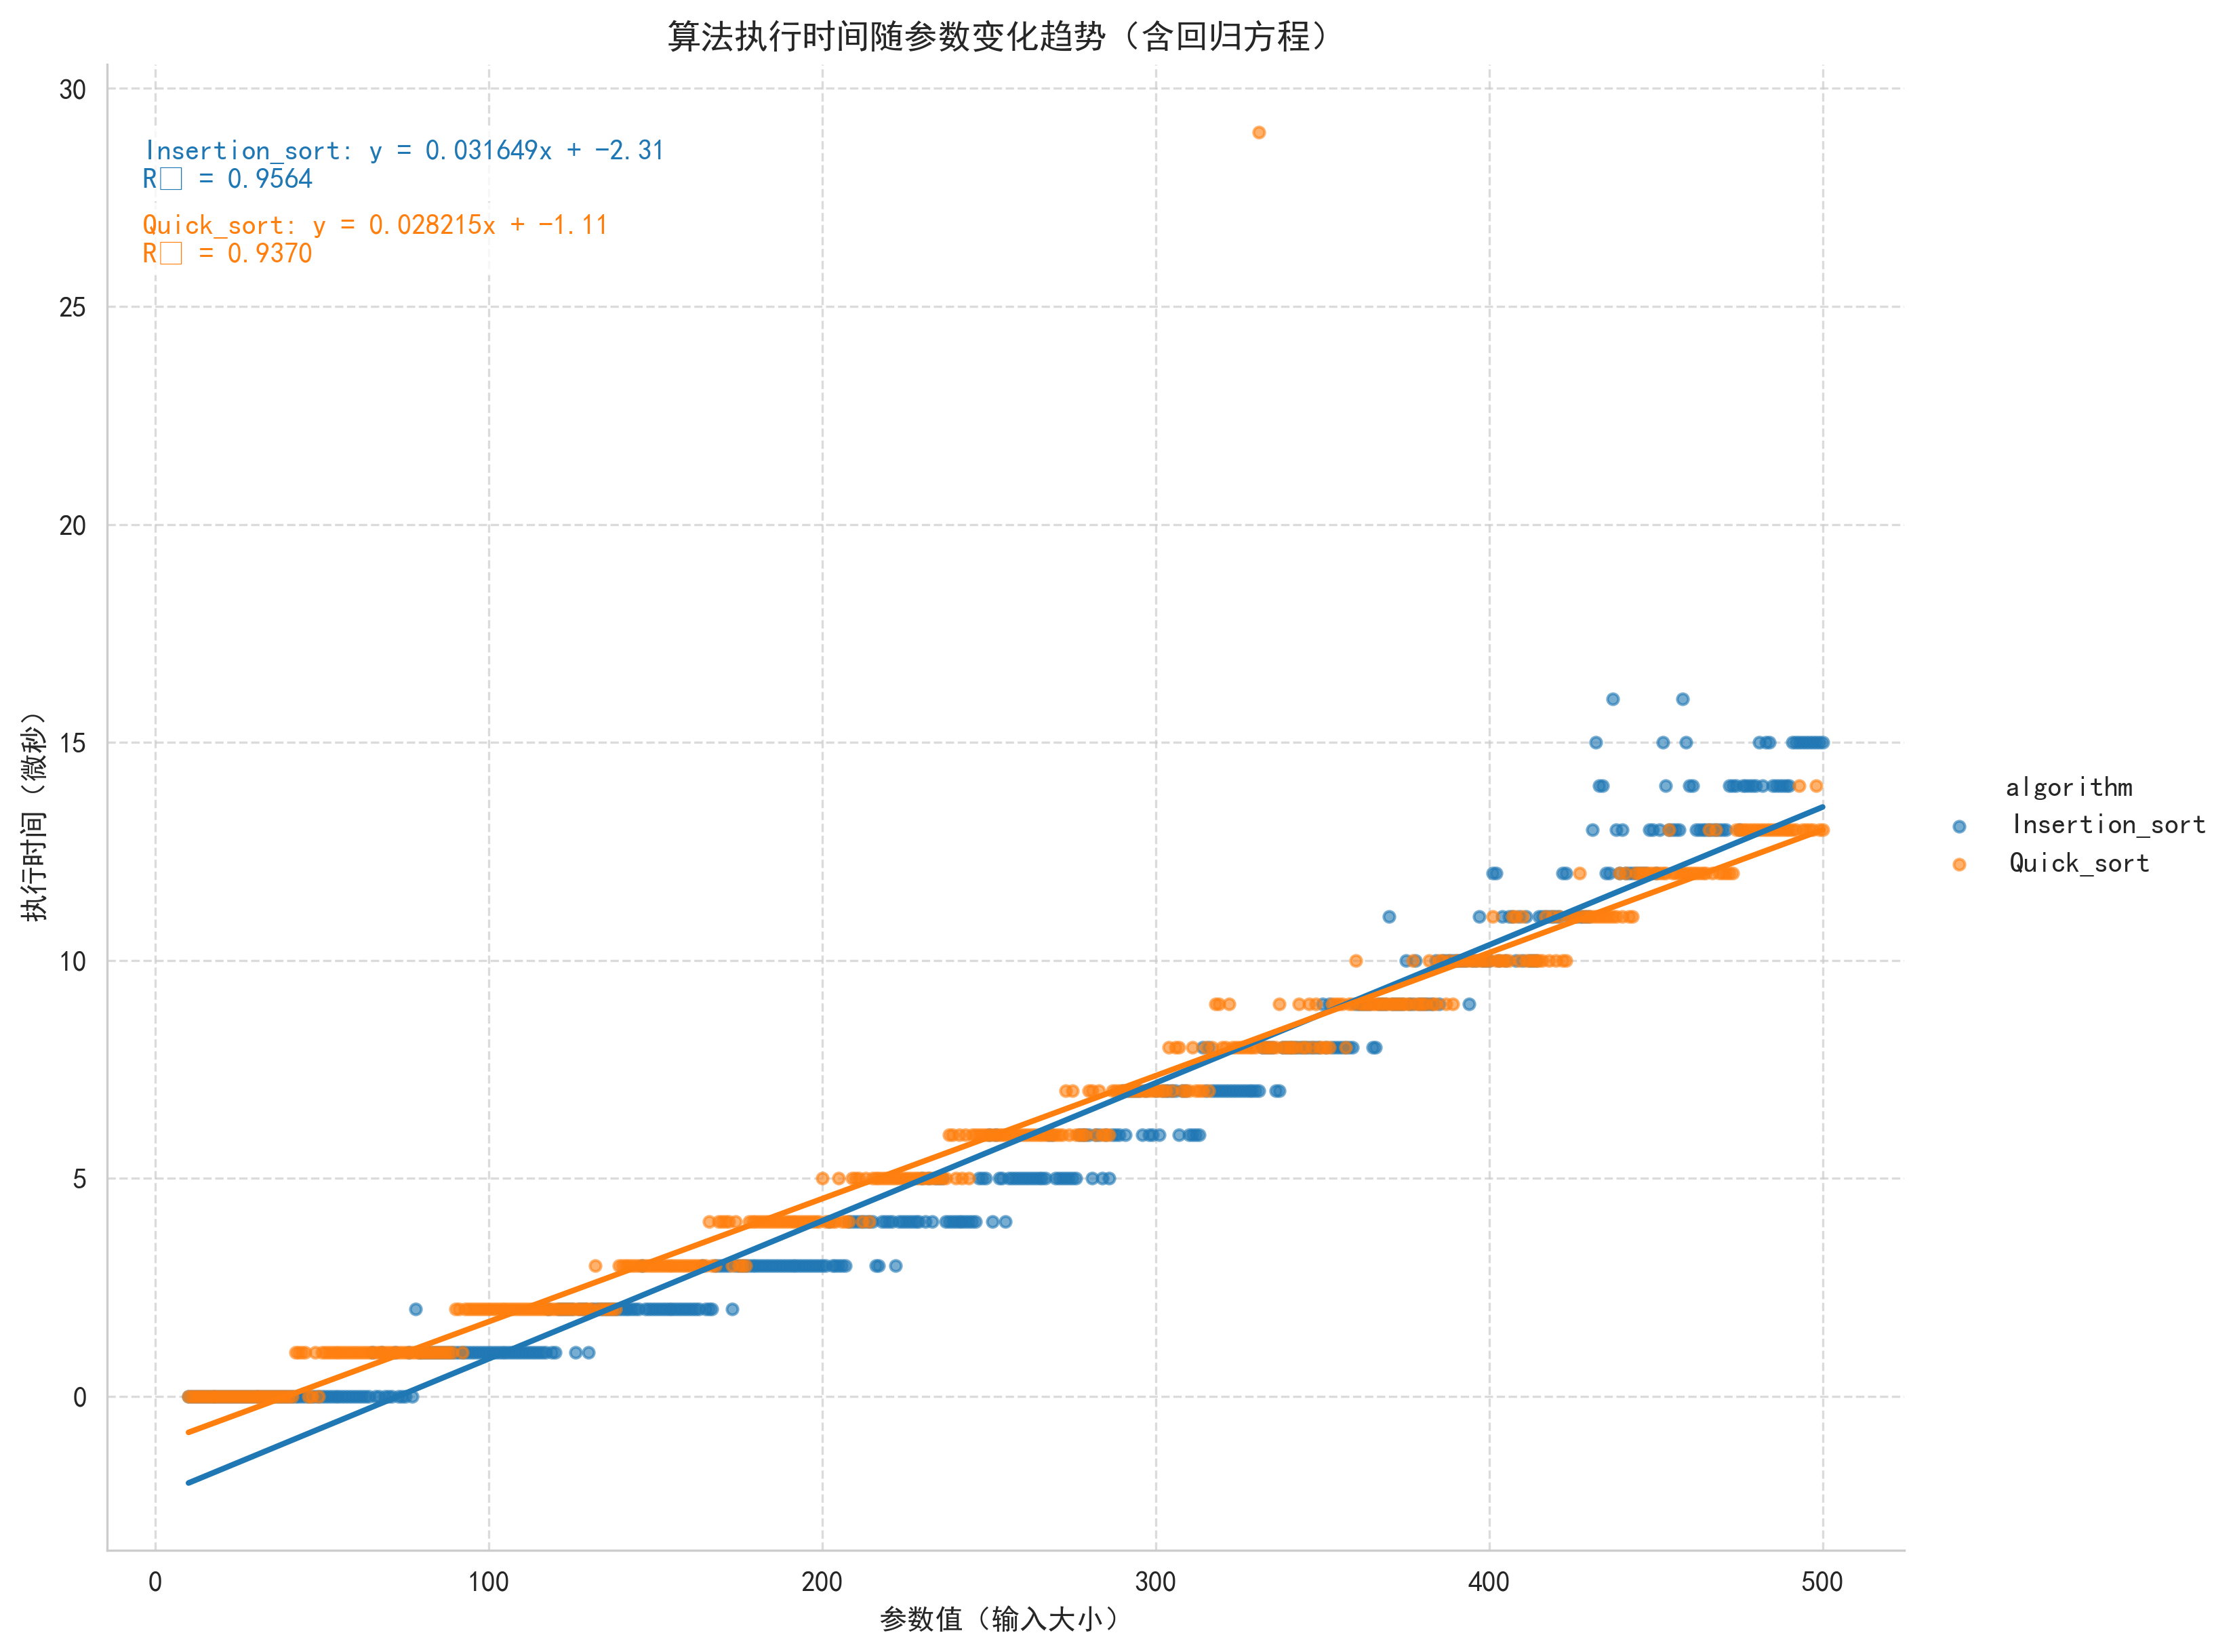 算法执行时间随参数变化趋势（含回归方程）
30
Insertion_sort: y = 0.031649x + -2.31
R□ = 0.9564
Quick_sort: y = 0.028215x + -1.11
R□ = 0.9370
25
20
15
10
5
0
执行时间（微秒）
algorithm
Insertion_sort
Quick_sort
0 100 200 300 400 500
参数值（输入大小）